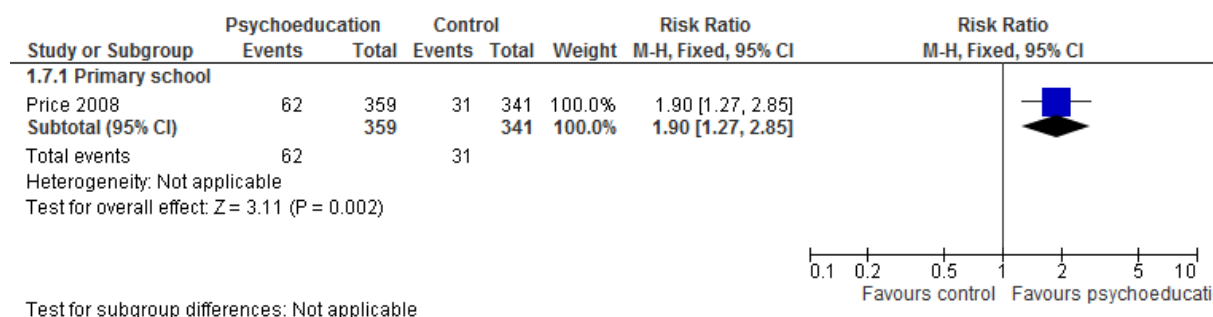 Psychoeducation Control Risk Ratio Risk Ratio
Study or Subgroup Events Total Events Total Weight M-H, Fixed, 95% CI M-H, Fixed, 95% CI
1.7.1 Primary school
Price 2008 62 359 31 341 100.0% 1.90 [1.27, 2.85]
Subtotal (95% CI) 359 341 100.0% 1.90 [1.27, 2.85]
Total events 62 31
Heterogeneity: Not applicable
Test for overall effect: Z = 3.11 (P = 0.002)
0.1 0.2 0.5 1 2 5 10
Favours control Favours psychoeducati
Test for subgroup differences: Not applicable